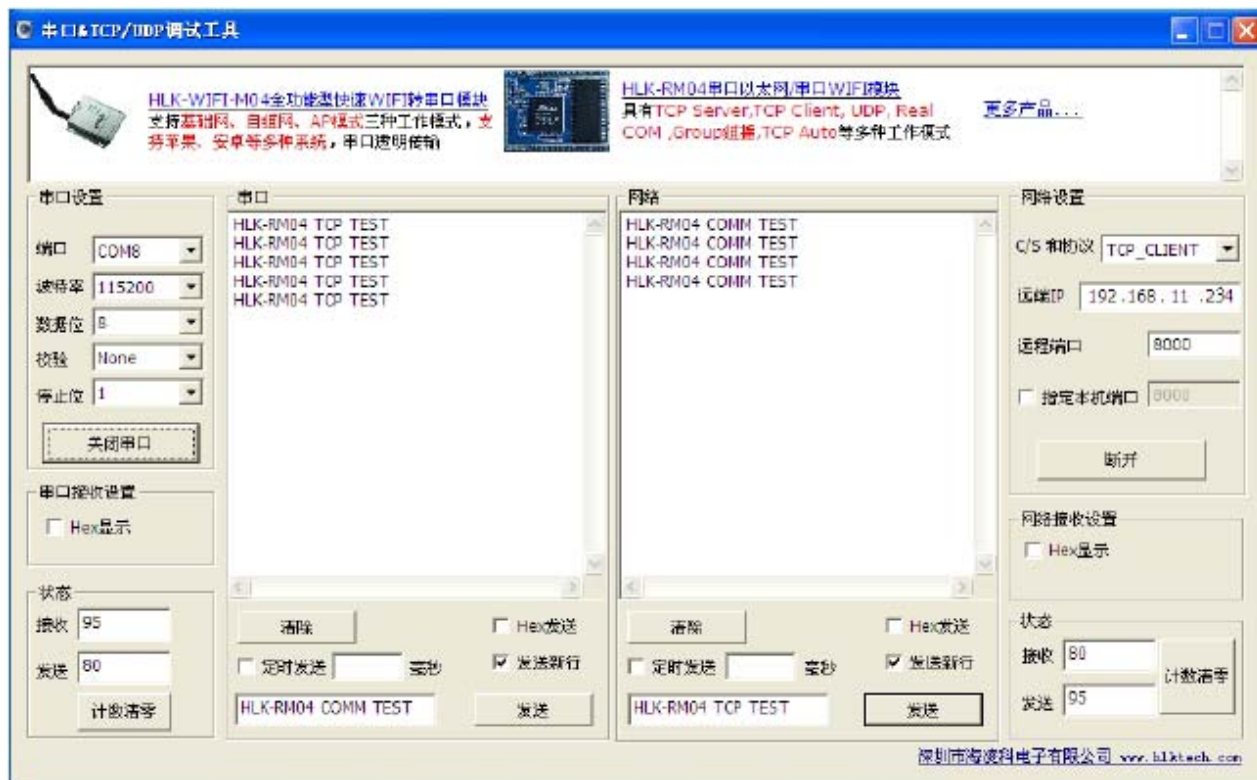 串口&TCP/UDP调试工具
HLK-WIFI-M04全功能型快速WIFI转串口模块
支持基础网、自组网、AP模式三种工作模式，支
持苹果、安卓等多种系统，串口透明传输
HLK-RM04串口以太网/串口WIFI模块
具有TCP Server,TCP Client, UDP, Real
COM ,Group组播,TCP Auto等多种工作模式
更多产品...
串口设置
端口 COM8
波特率 115200
数据位 8
校验 None
停止位 1
关闭串口
串口接收设置
Hex显示
状态
接收 95
发送 80
计数清零
串口
HLK-RM04 TCP TEST
HLK-RM04 TCP TEST
HLK-RM04 TCP TEST
HLK-RM04 TCP TEST
HLK-RM04 TCP TEST
清除
Hex发送
定时发送 毫秒
发送新行
HLK-RM04 COMM TEST
发送
网络
HLK-RM04 COMM TEST
HLK-RM04 COMM TEST
HLK-RM04 COMM TEST
HLK-RM04 COMM TEST
清除
Hex发送
定时发送 毫秒
发送新行
HLK-RM04 TCP TEST
发送
网络设置
C/S 和协议 TCP_CLIENT
远端IP 192.168.11.234
远程端口 8000
指定本机端口 8000
断开
网络接收设置
Hex显示
状态
接收 80
发送 95
计数清零
深圳市海凌科电子有限公司 www.hlktech.com